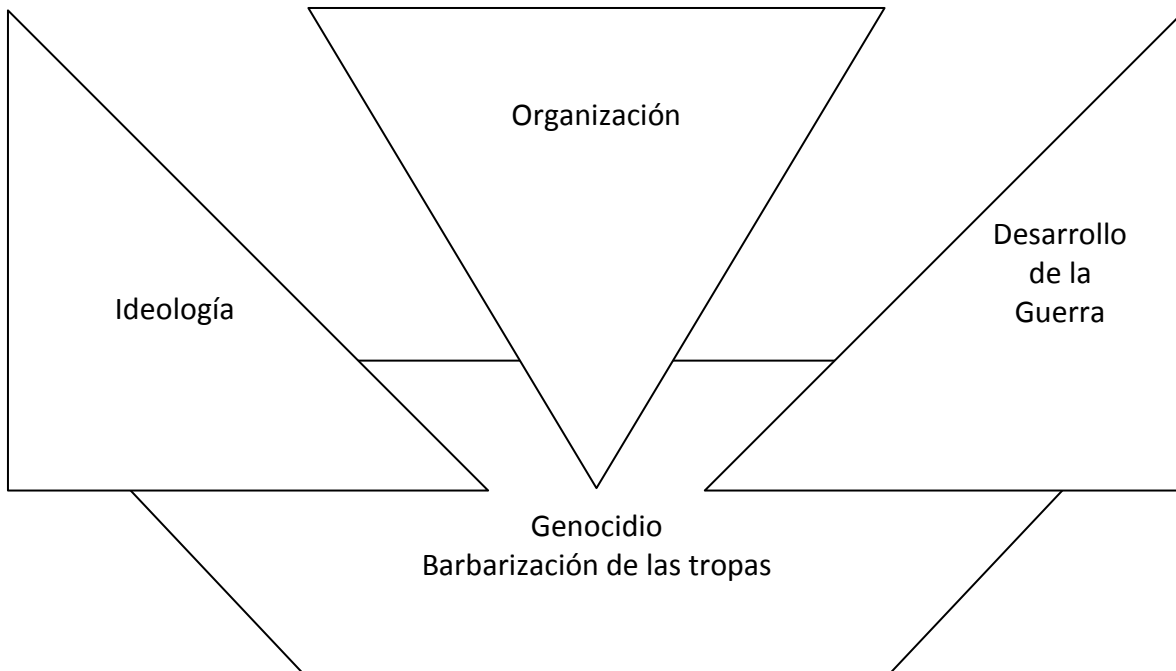 Organización
Ideología
Desarrollo
de la
Guerra
Genocidio
Barbarización de las tropas